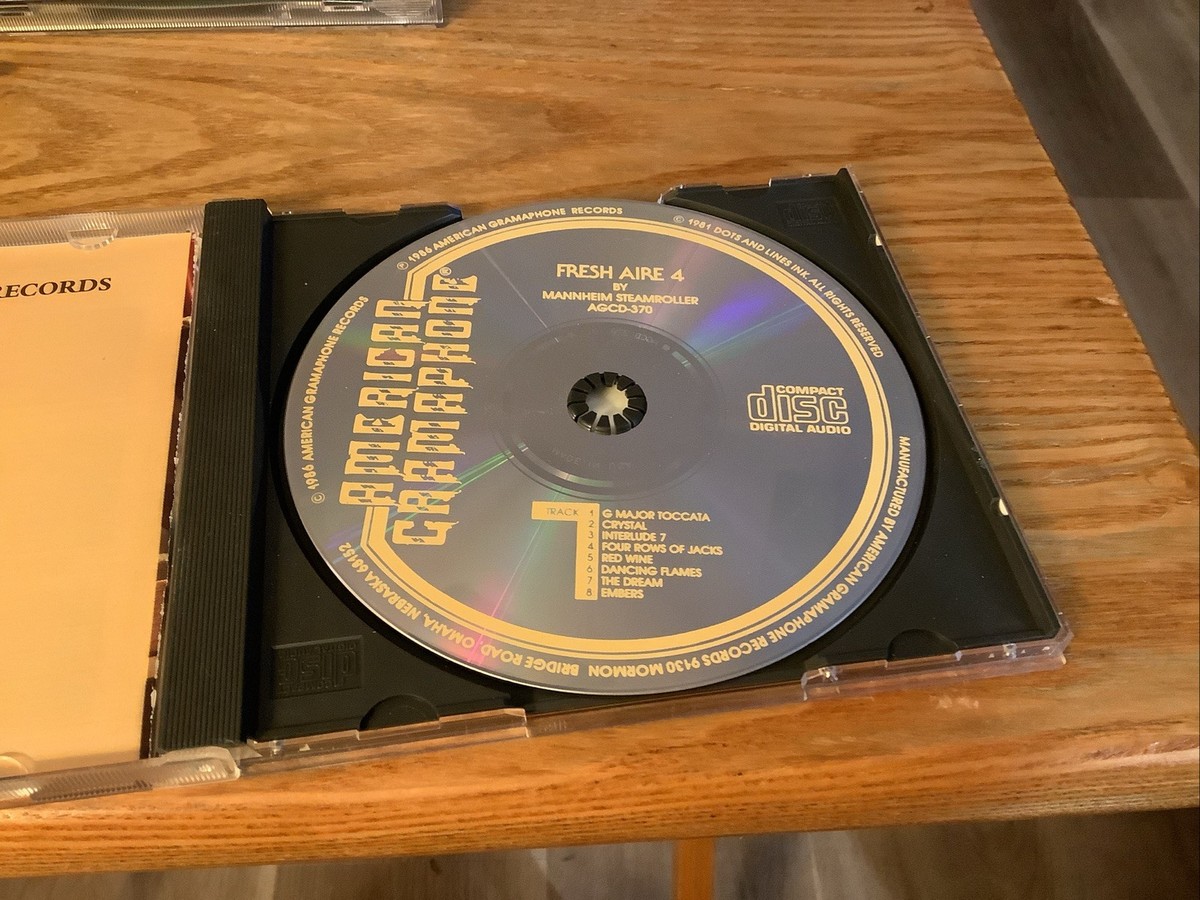 RECORDS
℗ 1986 AMERICAN GRAMAPHONE RECORDS
© 1981 DOTS AND LINES INK. ALL RIGHTS RESERVED
© 1986 AMERICAN GRAMAPHONE RECORDS
AMERICAN
GRAMAPHONE®
FRESH AIRE 4
BY
MANNHEIM STEAMROLLER
AGCD-370
COMPACT
disc
DIGITAL AUDIO
TRACK 1 G MAJOR TOCCATA
2 CRYSTAL
3 INTERLUDE 7
4 FOUR ROWS OF JACKS
5 RED WINE
6 DANCING FLAMES
7 THE DREAM
8 EMBERS
MANUFACTURED BY AMERICAN GRAMAPHONE RECORDS 9130 MORMON BRIDGE ROAD, OMAHA, NEBRASKA 68152